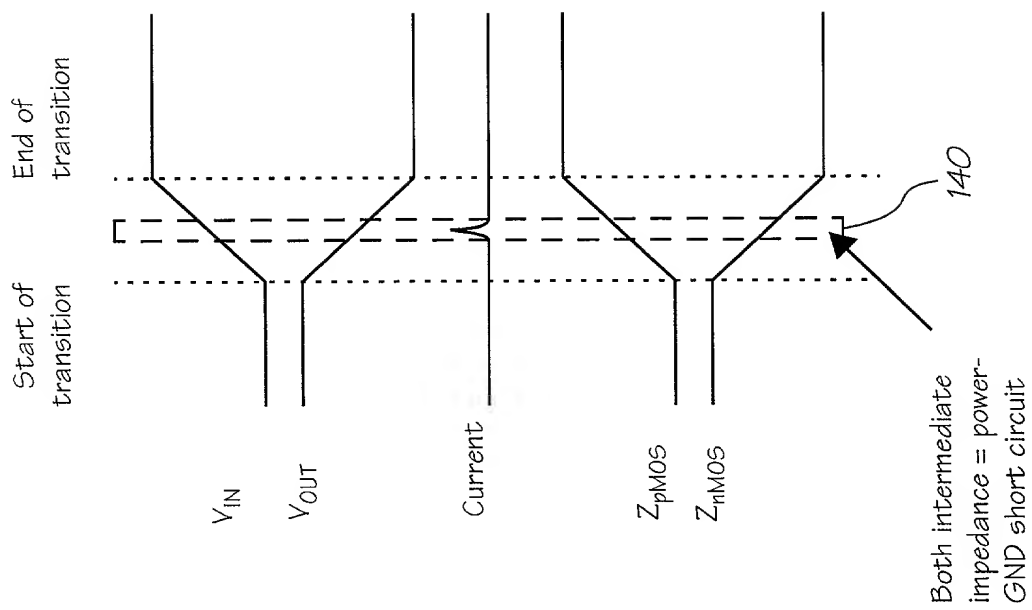 Start of
transition
End of
transition
V_IN
V_OUT
Current
Z_pMOS
Z_nMOS
140
Both intermediate
impedance = power-
GND short circuit